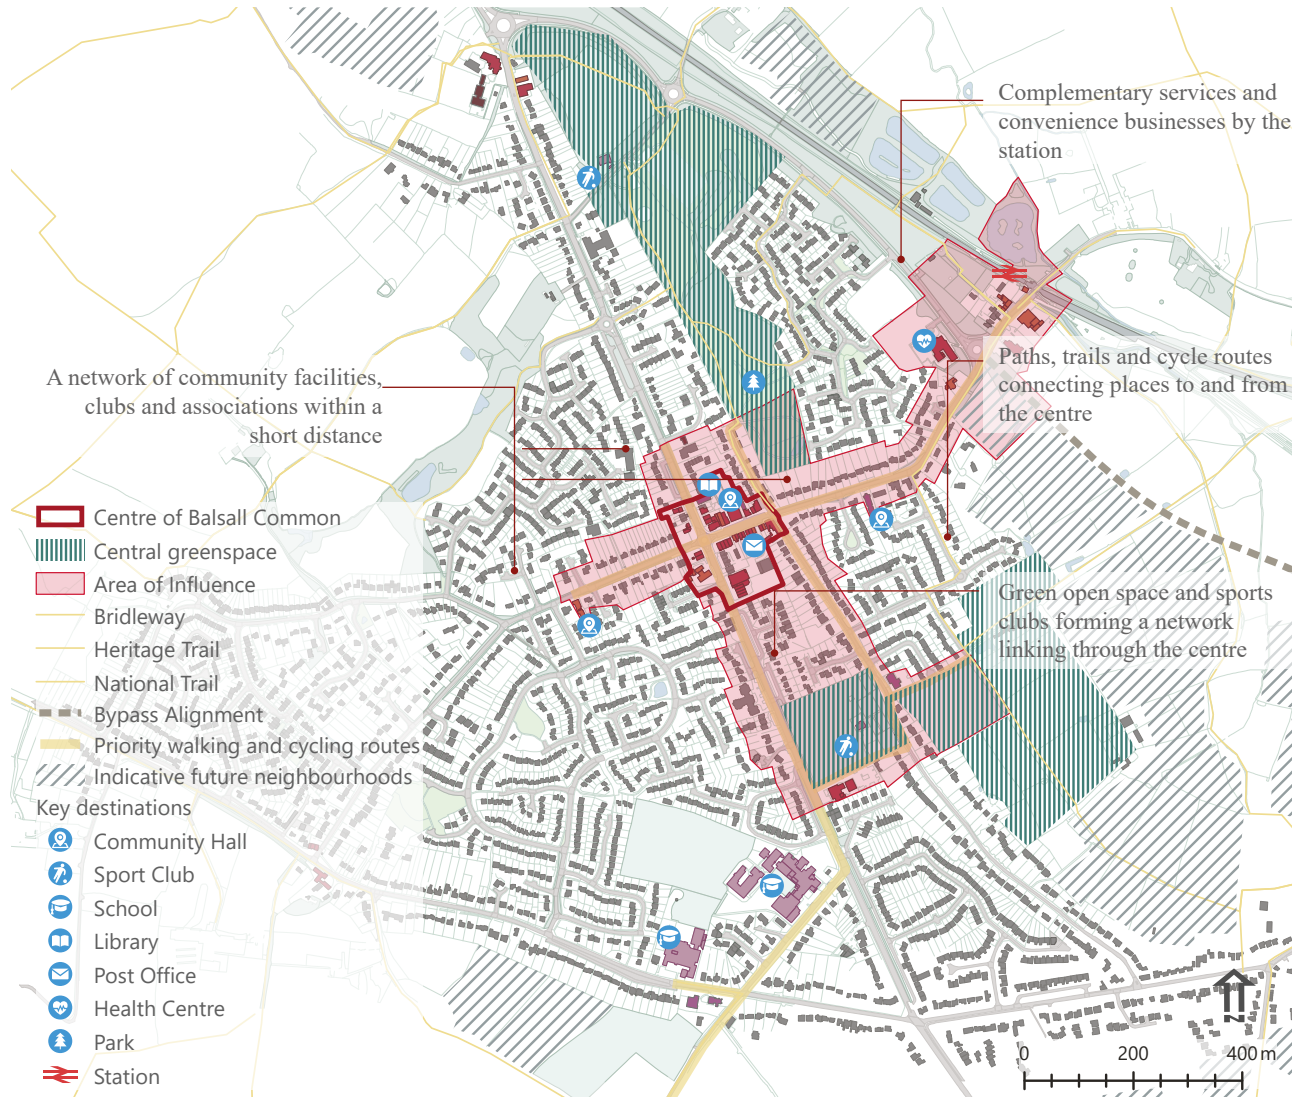 Complementary services and
convenience businesses by the
station
Paths, trails and cycle routes
connecting places to and from
the centre
A network of community facilities,
clubs and associations within a
short distance
Green open space and sports
clubs forming a network
linking through the centre
Centre of Balsall Common
Central greenspace
Area of Influence
Bridleway
Heritage Trail
National Trail
Bypass Alignment
Priority walking and cycling routes
Indicative future neighbourhoods
Key destinations
Community Hall
Sport Club
School
Library
Post Office
Health Centre
Park
Station
N
0 200 400 m